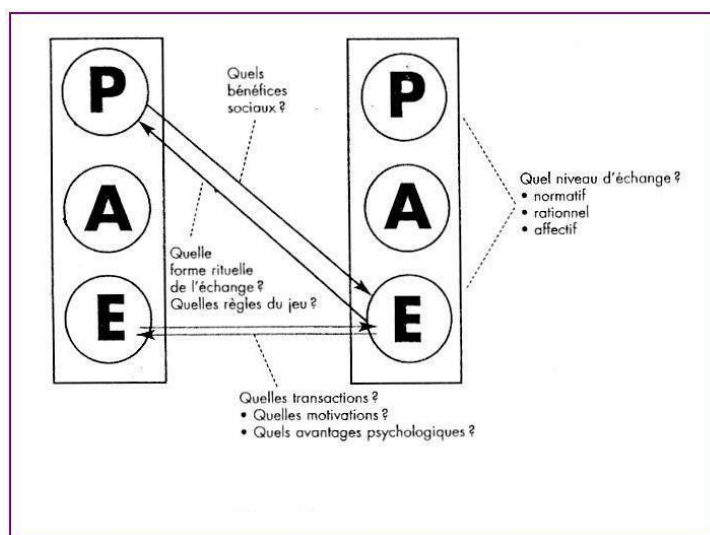 P
A
E
Quels
bénéfices
sociaux ?
Quelle
forme rituelle
de l'échange ?
Quelles règles du jeu ?
P
A
E
Quel niveau d'échange ?
• normatif
• rationnel
• affectif
Quelles transactions ?
• Quelles motivations ?
• Quels avantages psychologiques ?